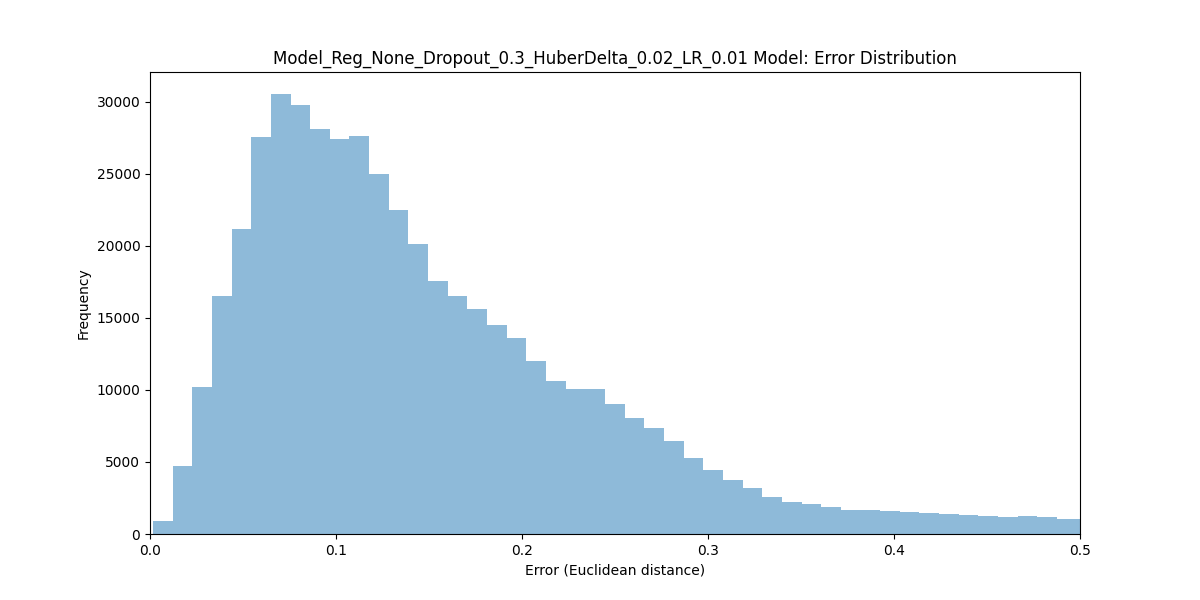 Model_Reg_None_Dropout_0.3_HuberDelta_0.02_LR_0.01 Model: Error Distribution
30000
25000
20000
15000
10000
5000
0
Frequency
0.0 0.1 0.2 0.3 0.4 0.5
Error (Euclidean distance)